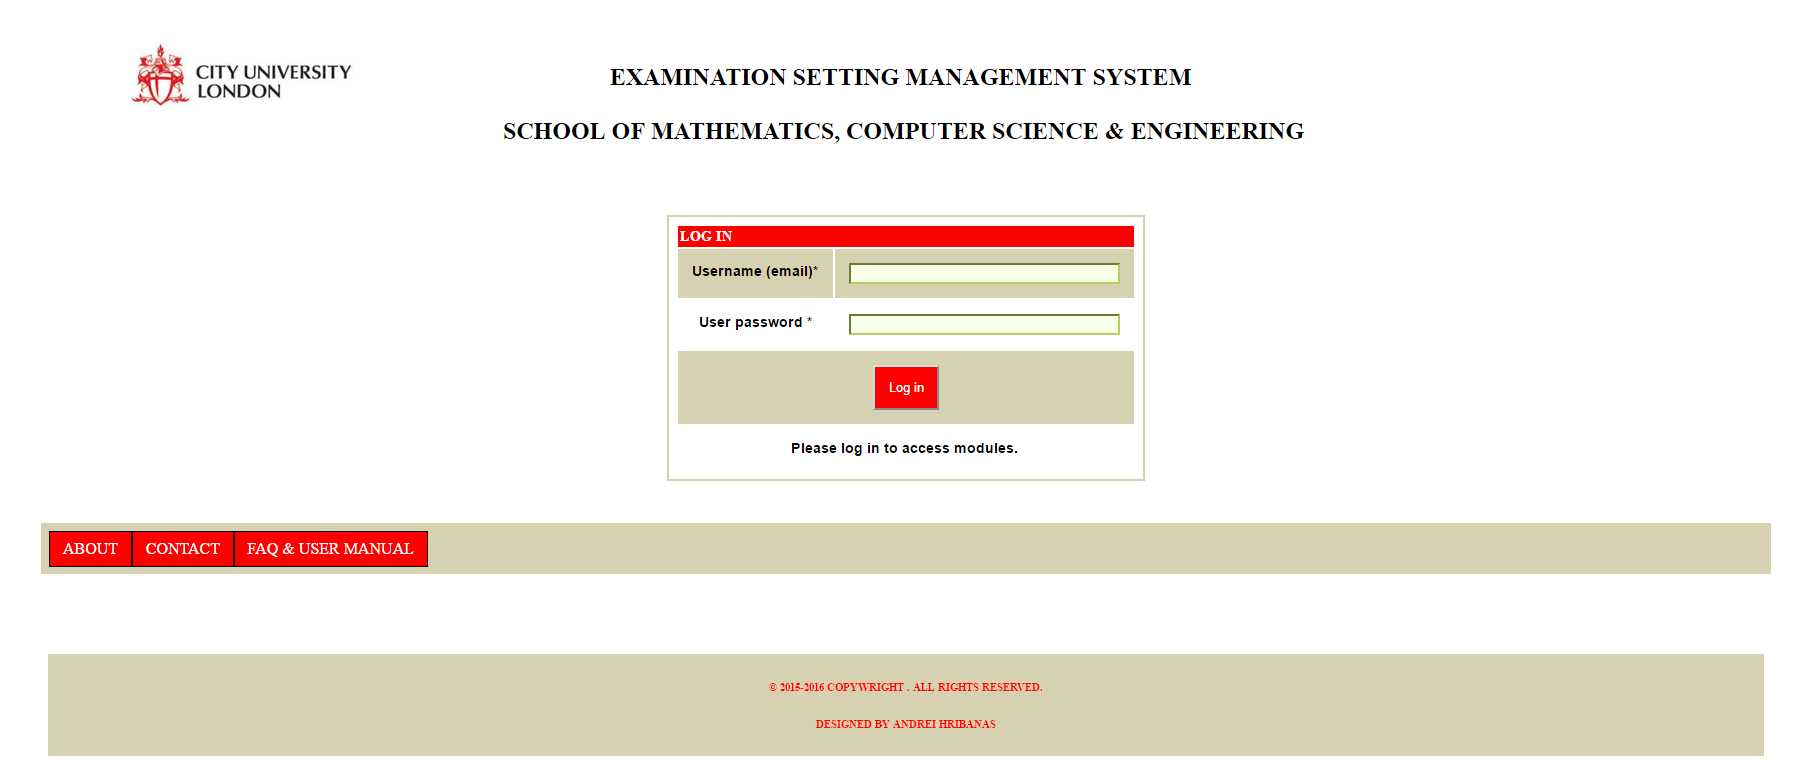 CITY UNIVERSITY
LONDON
EXAMINATION SETTING MANAGEMENT SYSTEM
SCHOOL OF MATHEMATICS, COMPUTER SCIENCE & ENGINEERING
LOG IN
Username (email)*
User password *
Log in
Please log in to access modules.
ABOUT CONTACT FAQ & USER MANUAL
© 2015-2016 COPYWRIGHT . ALL RIGHTS RESERVED.
DESIGNED BY ANDREI HRIBANAS